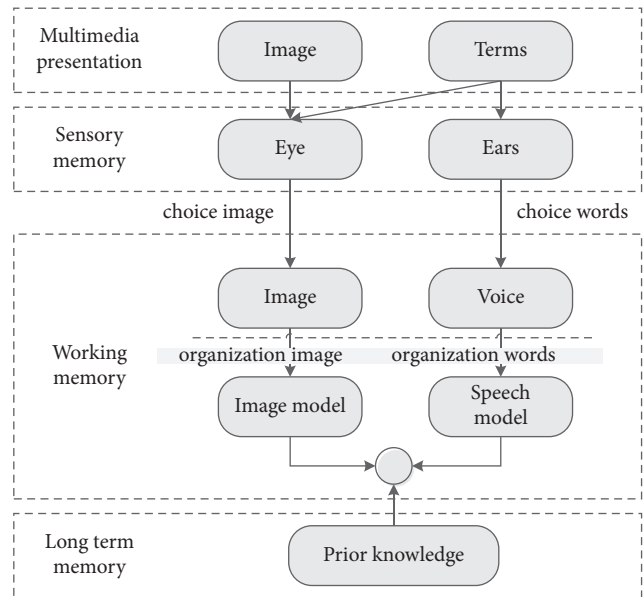 Multimedia
presentation
Image
Terms
Sensory
memory
Eye
Ears
choice image
choice words
Working
memory
Image
Voice
organization image
organization words
Image model
Speech
model
Long term
memory
Prior knowledge